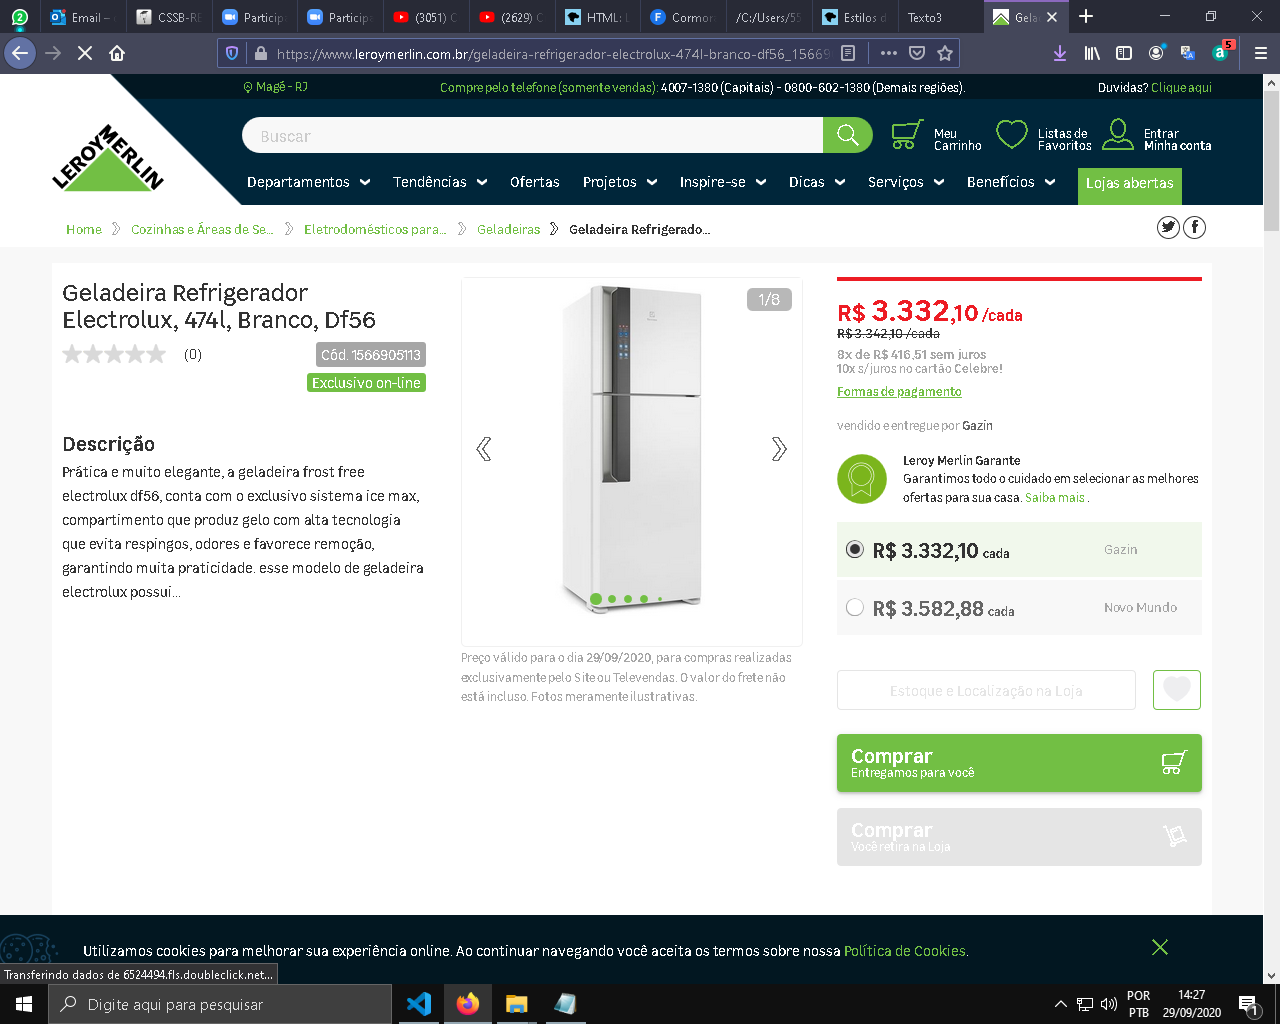 2
Email –
CSSB-RE
Particip
Particip
(3051) C
(2629) C
HTML: L
Cormor
/C:/Users/55
Estilos d
Texto3
Gela
https://www.leroymerlin.com.br/geladeira-refrigerador-electrolux-474l-branco-df56_15669
5
Magé - RJ
Compre pelo telefone (somente vendas): 4007-1380 (Capitais) - 0800-602-1380 (Demais regiões).
Duvidas? Clique aqui
LEROY MERLIN
Buscar
Meu
Carrinho
Listas de
Favoritos
Entrar
Minha conta
Departamentos
Tendências
Ofertas
Projetos
Inspire-se
Dicas
Serviços
Benefícios
Lojas abertas
Home
Cozinhas e Áreas de Se...
Eletrodomésticos para...
Geladeiras
Geladeira Refrigerado...
Geladeira Refrigerador
Electrolux, 474l, Branco, Df56
(0)
Cód. 1566905113
Exclusivo on-line
Descrição
Prática e muito elegante, a geladeira frost free
electrolux df56, conta com o exclusivo sistema ice max,
compartimento que produz gelo com alta tecnologia
que evita respingos, odores e favorece remoção,
garantindo muita praticidade. esse modelo de geladeira
electrolux possui...
1/8
Preço válido para o dia 29/09/2020, para compras realizadas
exclusivamente pelo Site ou Televendas. O valor do frete não
está incluso. Fotos meramente ilustrativas.
R$ 3.332,10 /cada
R$ 3.342,10 /cada
8x de R$ 416,51 sem juros
10x s/juros no cartão Celebre!
Formas de pagamento
vendido e entregue por Gazin
Leroy Merlin Garante
Garantimos todo o cuidado em selecionar as melhores
ofertas para sua casa. Saiba mais .
R$ 3.332,10 cada
Gazin
R$ 3.582,88 cada
Novo Mundo
Estoque e Localização na Loja
Comprar
Entregamos para você
Comprar
Você retira na Loja
Utilizamos cookies para melhorar sua experiência online. Ao continuar navegando você aceita os termos sobre nossa Política de Cookies.
Transferindo dados de 6524494.fls.doubleclick.net...
Digite aqui para pesquisar
POR
PTB
14:27
29/09/2020
1